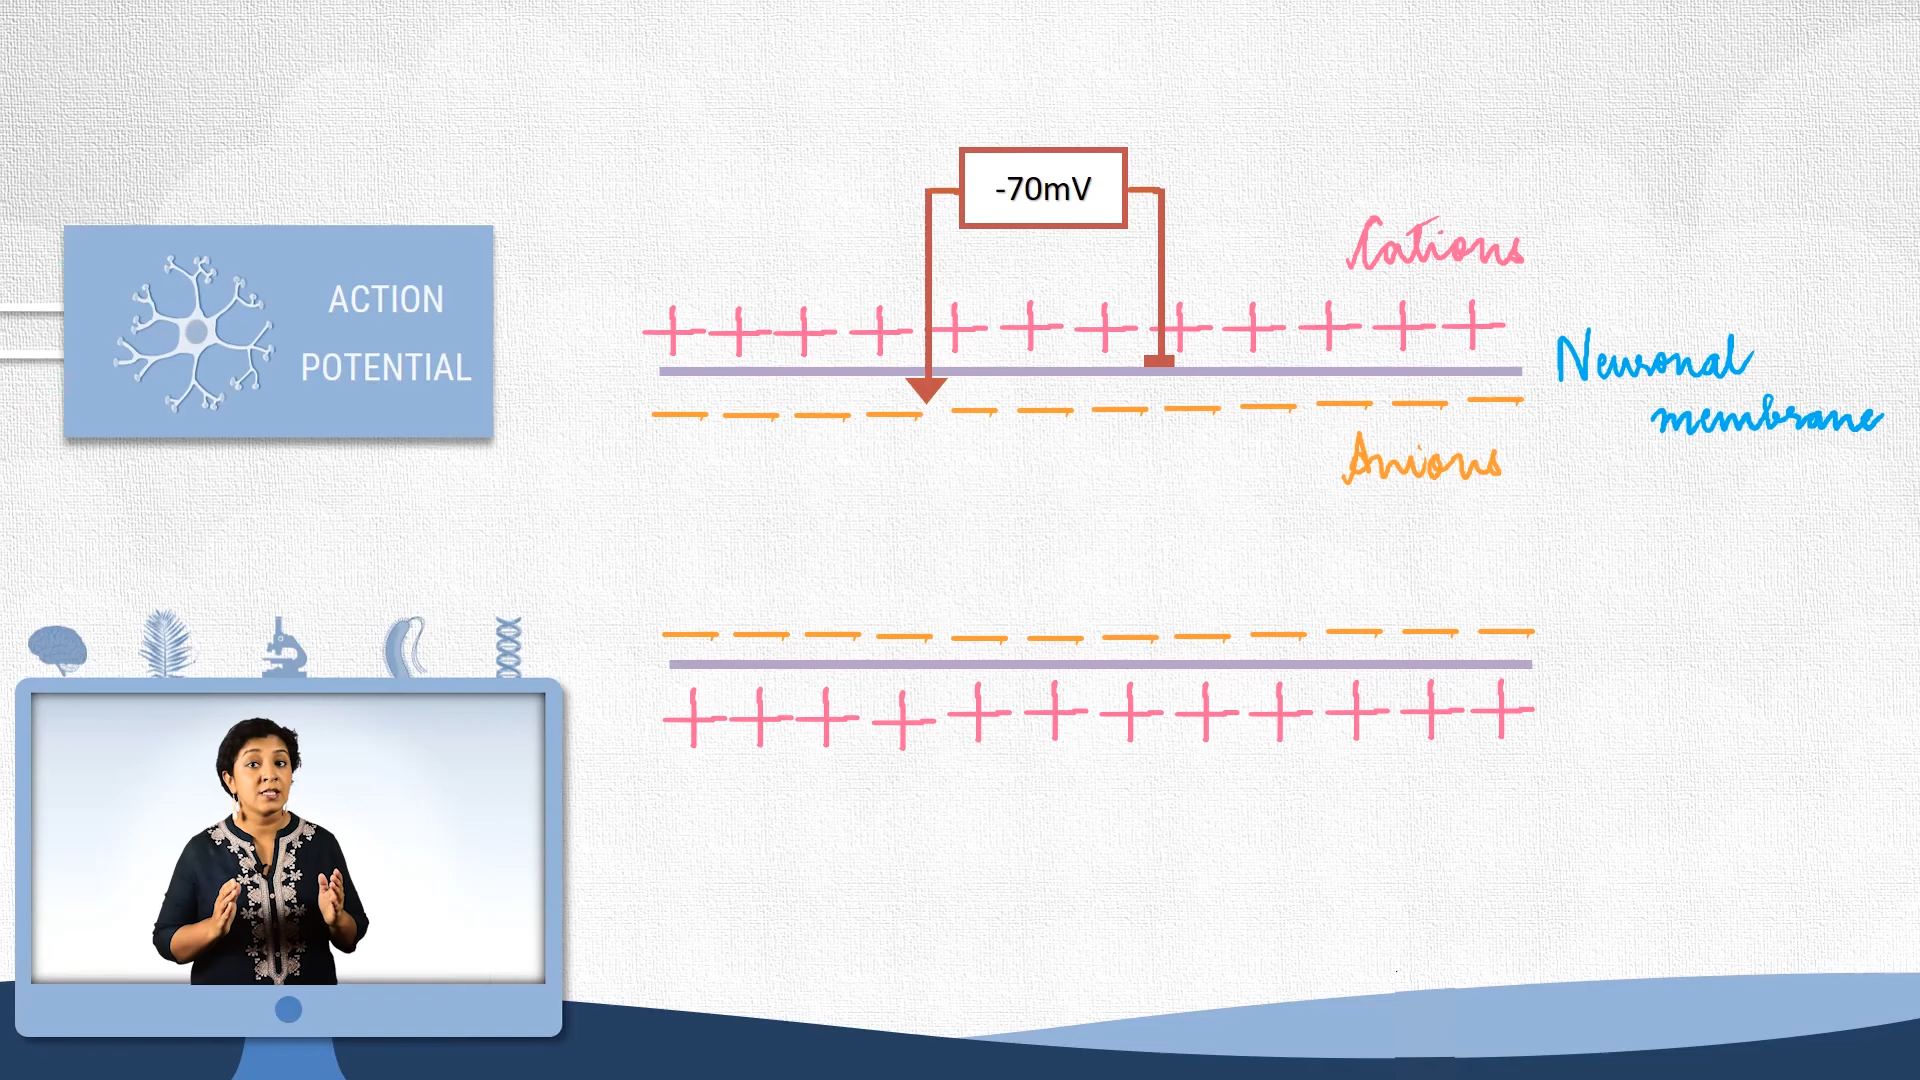 ACTION
POTENTIAL
-70mV
Cations
Neuronal
membrane
Anions